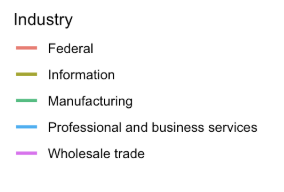 Industry
Federal
Information
Manufacturing
Professional and business services
Wholesale trade